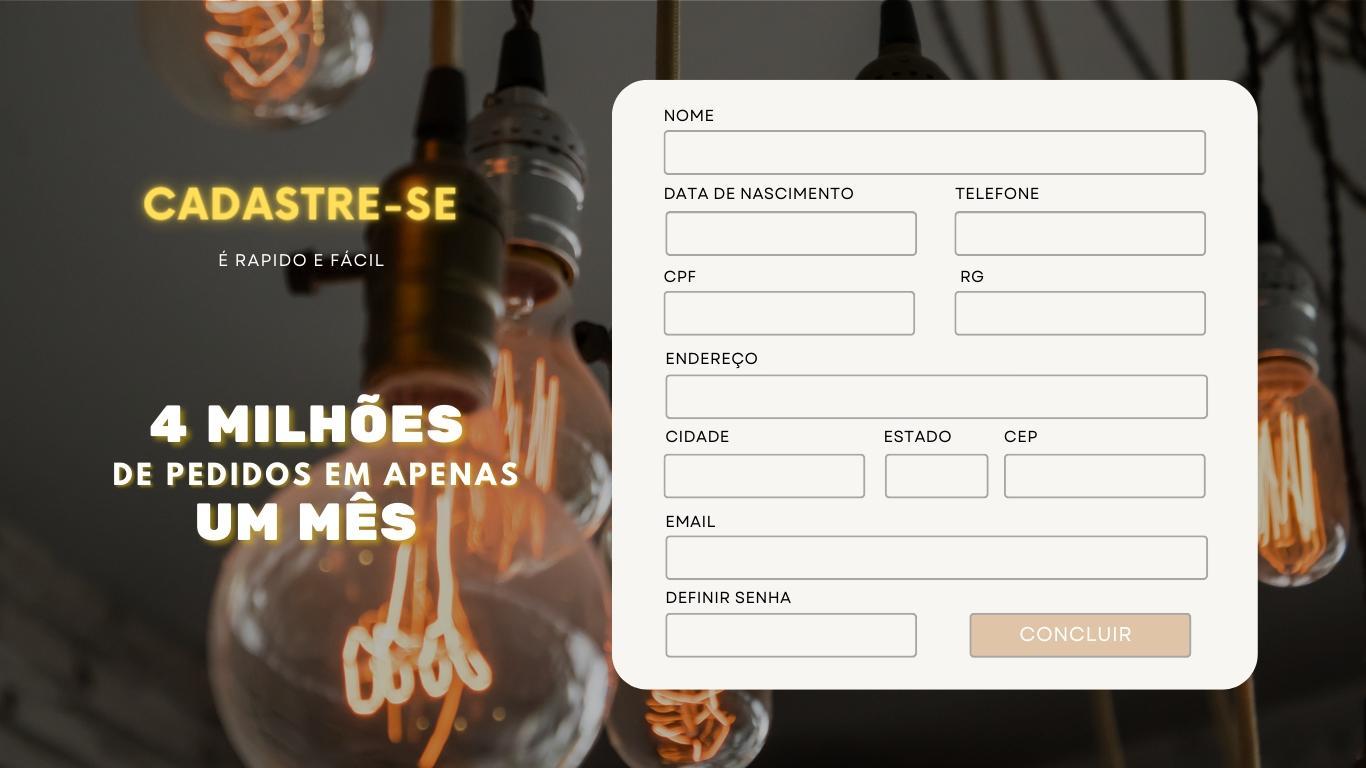 CADASTRE-SE
É RAPIDO E FÁCIL
4 MILHÕES
DE PEDIDOS EM APENAS
UM MÊS
NOME
DATA DE NASCIMENTO TELEFONE
CPF RG
ENDEREÇO
CIDADE ESTADO CEP
EMAIL
DEFINIR SENHA
CONCLUIR